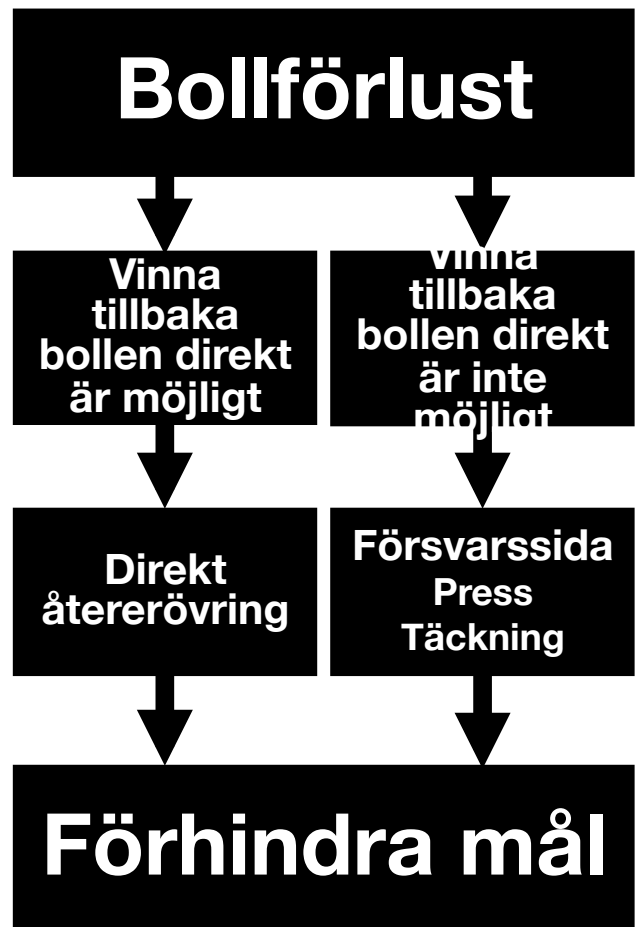 Bollförlust
Vinna
tillbaka
bollen direkt
är möjligt
Vinna
tillbaka
bollen direkt
är inte
möjligt
Direkt
återerövring
Försvarssida
Press
Täckning
Förhindra mål